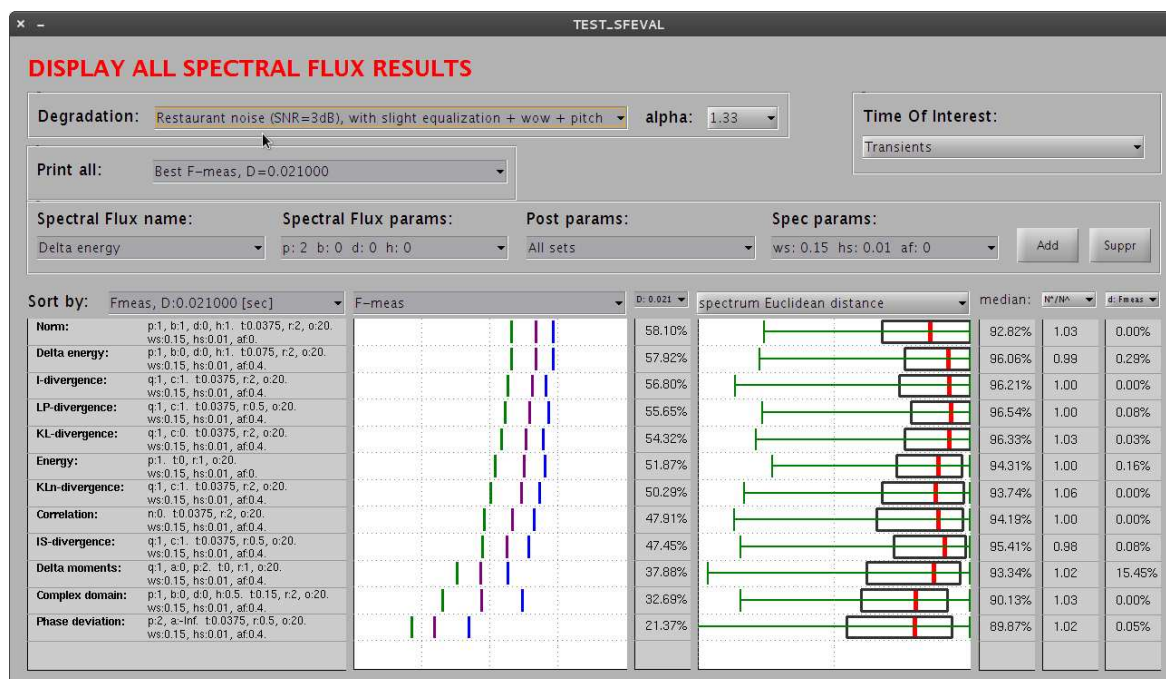 × – TEST_SFEVAL
DISPLAY ALL SPECTRAL FLUX RESULTS
Degradation: Restaurant noise (SNR=3dB), with slight equalization + wow + pitch alpha: 1.33 Time Of Interest:
Transients
Print all: Best F-meas, D=0.021000
Spectral Flux name: Spectral Flux params: Post params: Spec params:
Delta energy p: 2 b: 0 d: 0 h: 0 All sets ws: 0.15 hs: 0.01 af: 0 Add Suppr
Sort by: Fmeas, D:0.021000 [sec] F-meas D: 0.021 spectrum Euclidean distance median: N*/N^ d: Fmeas
Norm: p:1, b:1, d:0, h:1. t:0.0375, r:2, o:20. 58.10% 92.82% 1.03 0.00%
ws:0.15, hs:0.01, af:0.
Delta energy: p:1, b:0, d:0, h:1. t:0.075, r:2, o:20. 57.92% 96.06% 0.99 0.29%
ws:0.15, hs:0.01, af:0.4.
I-divergence: q:1, c:1. t:0.0375, r:2, o:20. 56.80% 96.21% 1.00 0.00%
ws:0.15, hs:0.01, af:0.4.
LP-divergence: q:1, c:1. t:0.0375, r:0.5, o:20. 55.65% 96.54% 1.00 0.08%
ws:0.15, hs:0.01, af:0.4.
KL-divergence: q:1, c:0. t:0.0375, r:2, o:20. 54.32% 96.33% 1.03 0.03%
ws:0.15, hs:0.01, af:0.4.
Energy: p:1. t:0, r:1, o:20. 51.87% 94.31% 1.00 0.16%
ws:0.15, hs:0.01, af:0.
KLn-divergence: q:1, c:1. t:0.0375, r:2, o:20. 50.29% 93.74% 1.06 0.00%
ws:0.15, hs:0.01, af:0.4.
Correlation: n:0. t:0.0375, r:2, o:20. 47.91% 94.19% 1.00 0.00%
ws:0.15, hs:0.01, af:0.4.
IS-divergence: q:1, c:1. t:0.0375, r:0.5, o:20. 47.45% 95.41% 0.98 0.08%
ws:0.15, hs:0.01, af:0.4.
Delta moments: q:1, a:0, p:2. t:0, r:1, o:20. 37.88% 93.34% 1.02 15.45%
ws:0.15, hs:0.01, af:0.4.
Complex domain: p:1, b:0, d:0, h:0.5. t:0.15, r:2, o:20. 32.69% 90.13% 1.03 0.00%
ws:0.15, hs:0.01, af:0.4.
Phase deviation: p:2, a:-Inf. t:0.0375, r:0.5, o:20. 21.37% 89.87% 1.02 0.05%
ws:0.15, hs:0.01, af:0.4.